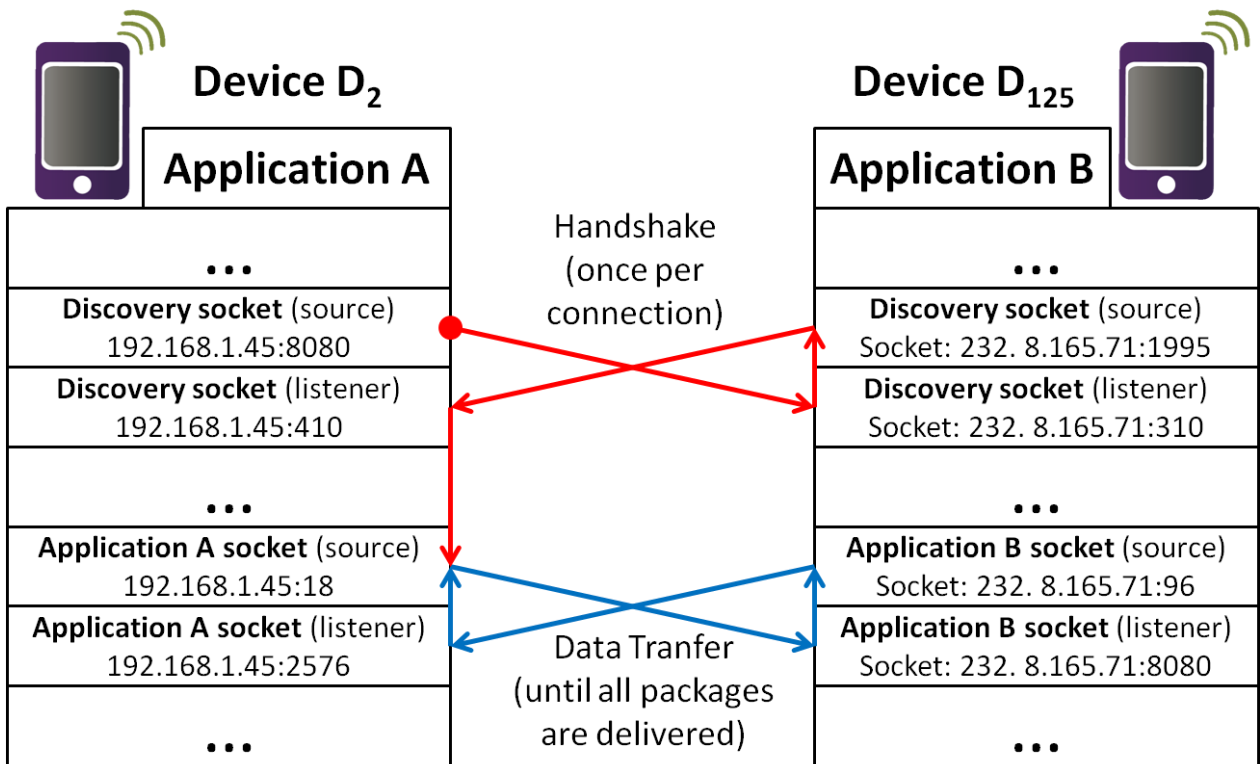 Device D₂
Application A
...
Discovery socket (source)
192.168.1.45:8080
Discovery socket (listener)
192.168.1.45:410
...
Application A socket (source)
192.168.1.45:18
Application A socket (listener)
192.168.1.45:2576
...
Handshake
(once per
connection)
Data Tranfer
(until all packages
are delivered)
Device D₁₂₅
Application B
...
Discovery socket (source)
Socket: 232. 8.165.71:1995
Discovery socket (listener)
Socket: 232. 8.165.71:310
...
Application B socket (source)
Socket: 232. 8.165.71:96
Application B socket (listener)
Socket: 232. 8.165.71:8080
...